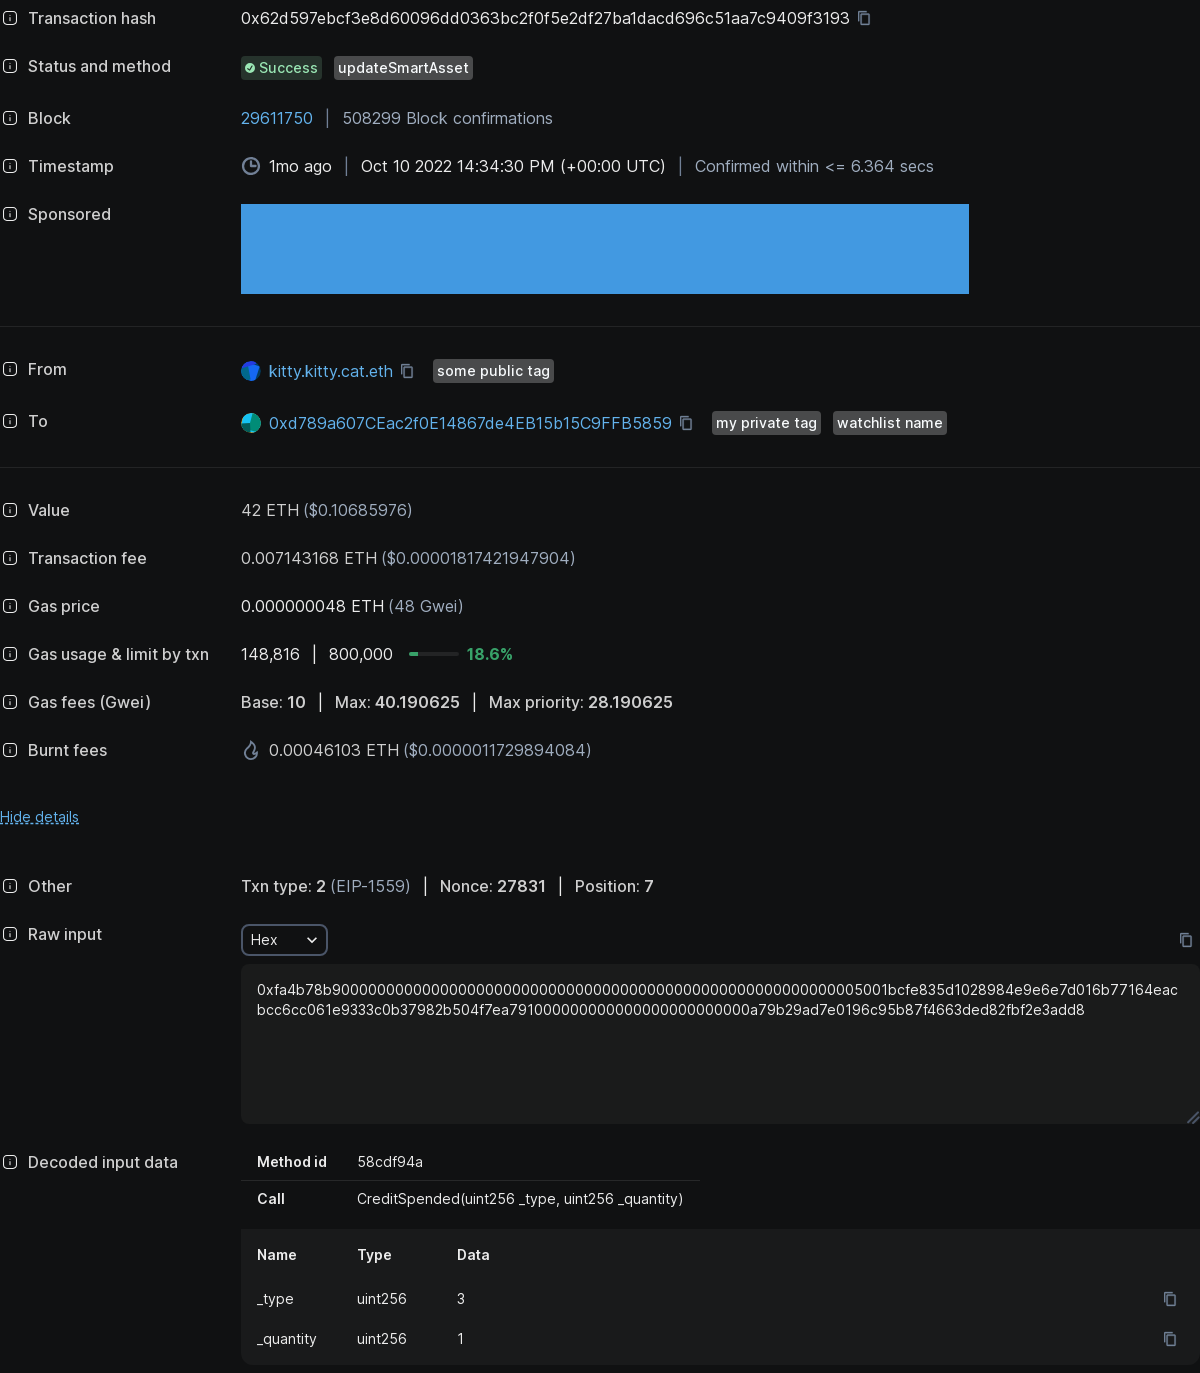 Transaction hash 0x62d597ebcf3e8d60096dd0363bc2f0f5e2df27ba1dacd696c51aa7c9409f3193
Status and method Success updateSmartAsset
Block 29611750 | 508299 Block confirmations
Timestamp 1mo ago | Oct 10 2022 14:34:30 PM (+00:00 UTC) | Confirmed within <= 6.364 secs
Sponsored
From kitty.kitty.cat.eth some public tag
To 0xd789a607CEac2f0E14867de4EB15b15C9FFB5859 my private tag watchlist name
Value 42 ETH ($0.10685976)
Transaction fee 0.007143168 ETH ($0.00001817421947904)
Gas price 0.000000048 ETH (48 Gwei)
Gas usage & limit by txn 148,816 | 800,000 18.6%
Gas fees (Gwei) Base: 10 | Max: 40.190625 | Max priority: 28.190625
Burnt fees 0.00046103 ETH ($0.0000011729894084)
Hide details
Other Txn type: 2 (EIP-1559) | Nonce: 27831 | Position: 7
Raw input Hex
0xfa4b78b90000000000000000000000000000000000000000000000000000000005001bcfe835d1028984e9e6e7d016b77164eac
bcc6cc061e9333c0b37982b504f7ea791000000000000000000000000a79b29ad7e0196c95b87f4663ded82fbf2e3add8
Decoded input data Method id 58cdf94a
Call CreditSpended(uint256 _type, uint256 _quantity)
Name Type Data
_type uint256 3
_quantity uint256 1